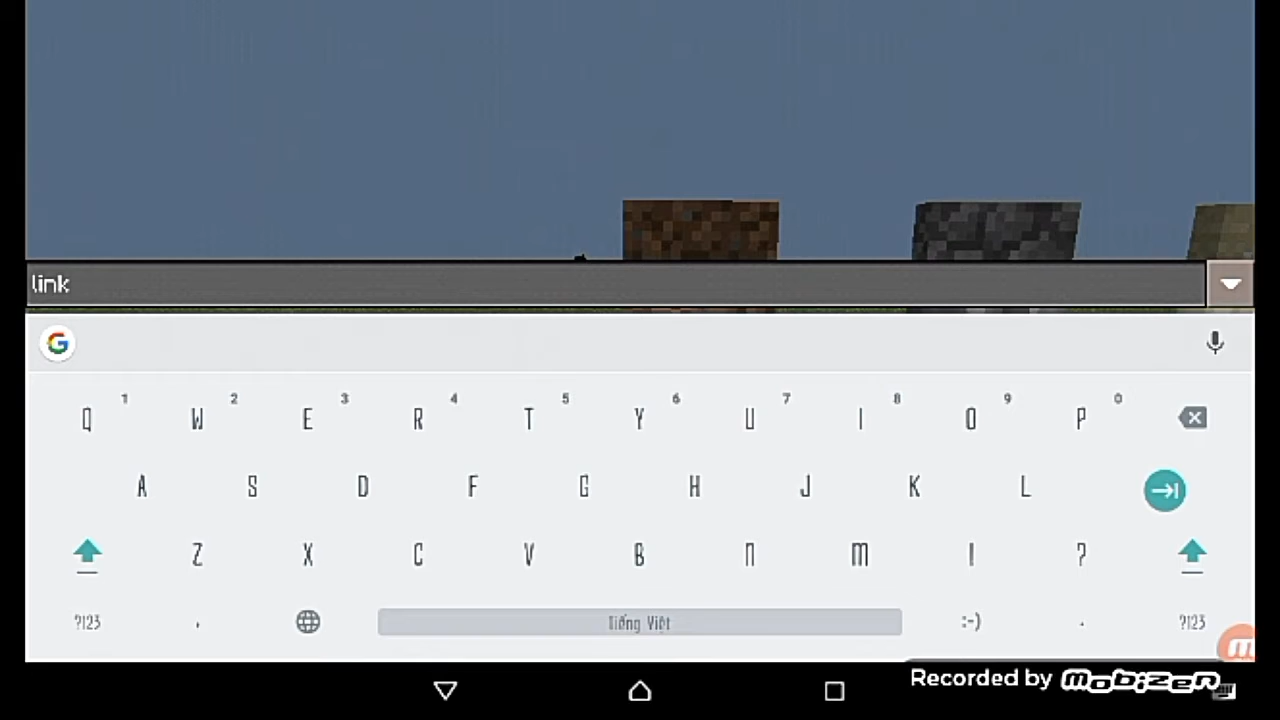 link
1 2 3 4 5 6 7 8 9 0
Q W E R T Y U I O P
A S D F G H J K L
Z X C V B N M ! ?
?123 , Tiếng Việt :-) . ?123
Recorded by mobizen